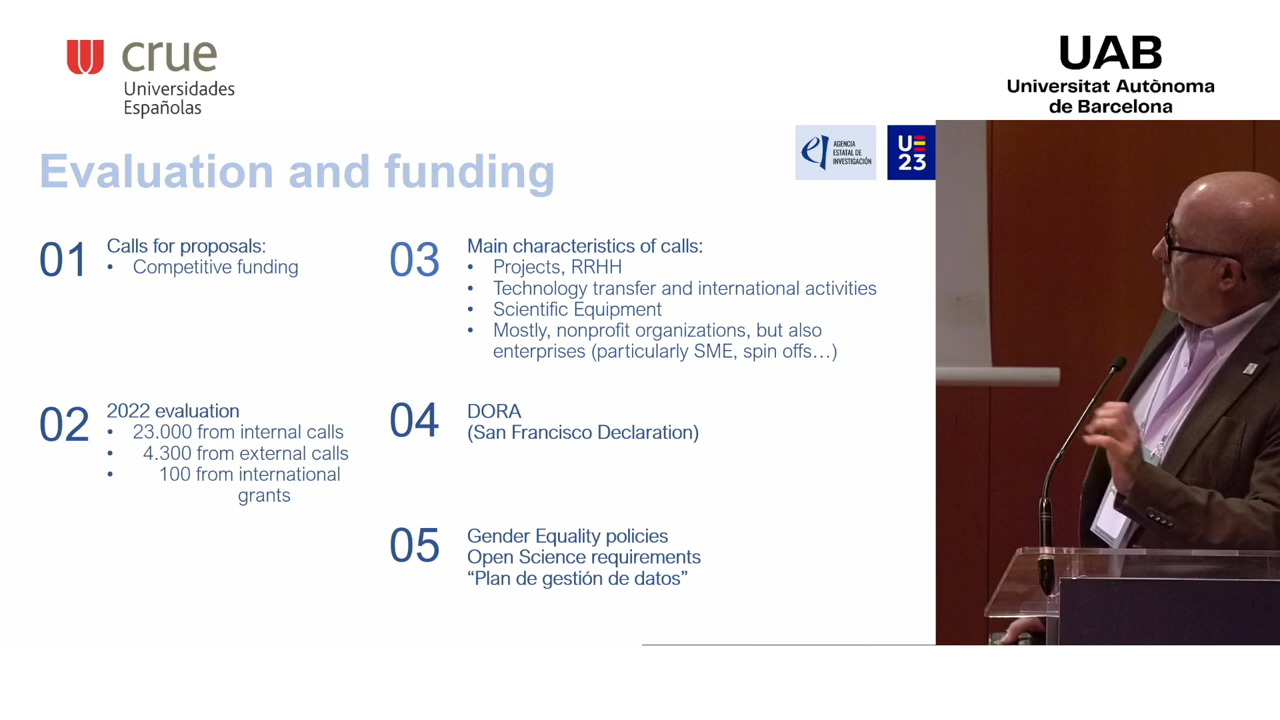 crue
Universidades
Españolas
UAB
Universitat Autònoma
de Barcelona
Evaluation and funding
AGENCIA
ESTATAL DE
INVESTIGACIÓN
UE
23
01
Calls for proposals:
• Competitive funding
02
2022 evaluation
• 23.000 from internal calls
• 4.300 from external calls
• 100 from international
grants
03
Main characteristics of calls:
• Projects, RRHH
• Technology transfer and international activities
• Scientific Equipment
• Mostly, nonprofit organizations, but also
enterprises (particularly SME, spin offs…)
04
DORA
(San Francisco Declaration)
05
Gender Equality policies
Open Science requirements
“Plan de gestión de datos”